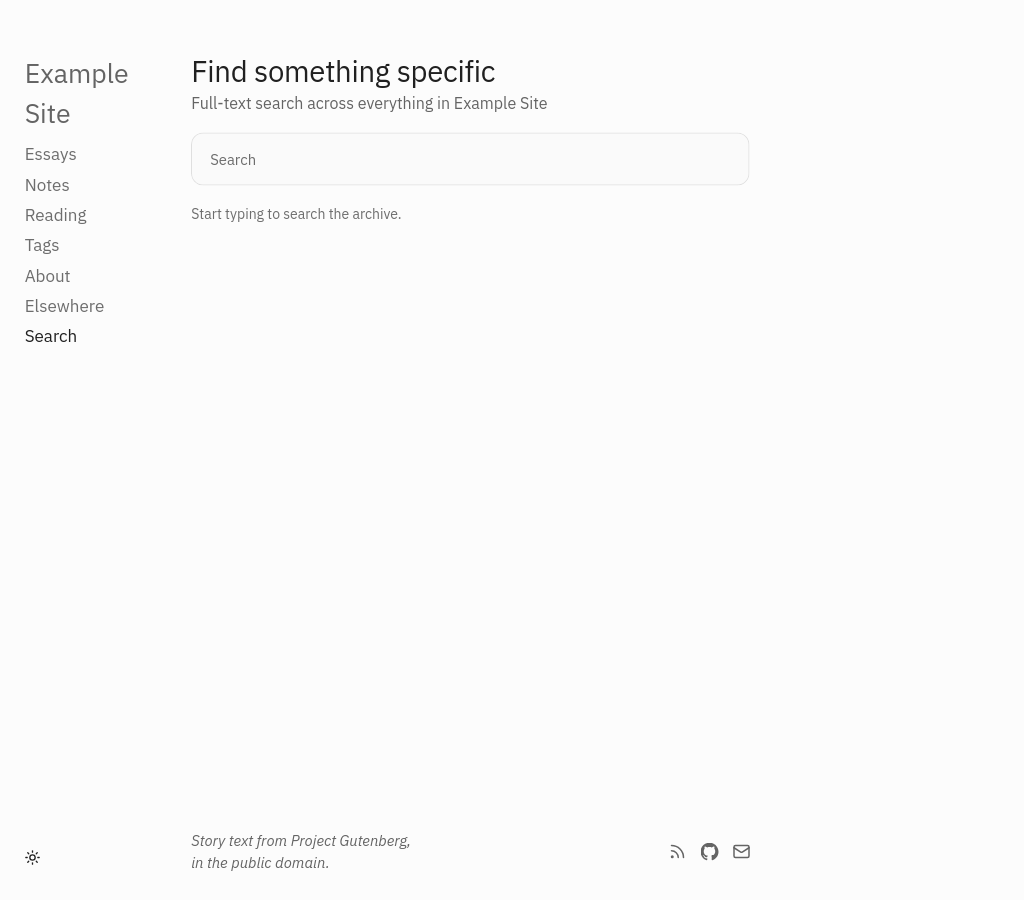 Example
Site
Essays
Notes
Reading
Tags
About
Elsewhere
Search
Find something specific
Full-text search across everything in Example Site
Search
Start typing to search the archive.
Story text from Project Gutenberg,
in the public domain.